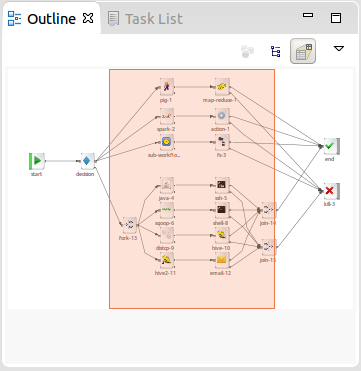 Outline
Task List
pig-1
map-reduce-1
spark-2
action-1
sub-workflo...
fs-3
end
start
decision
java-4
ssh-5
kill-3
sqoop-6
shell-8
join-14
fork-13
distcp-9
hive-10
join-15
hive2-11
email-12